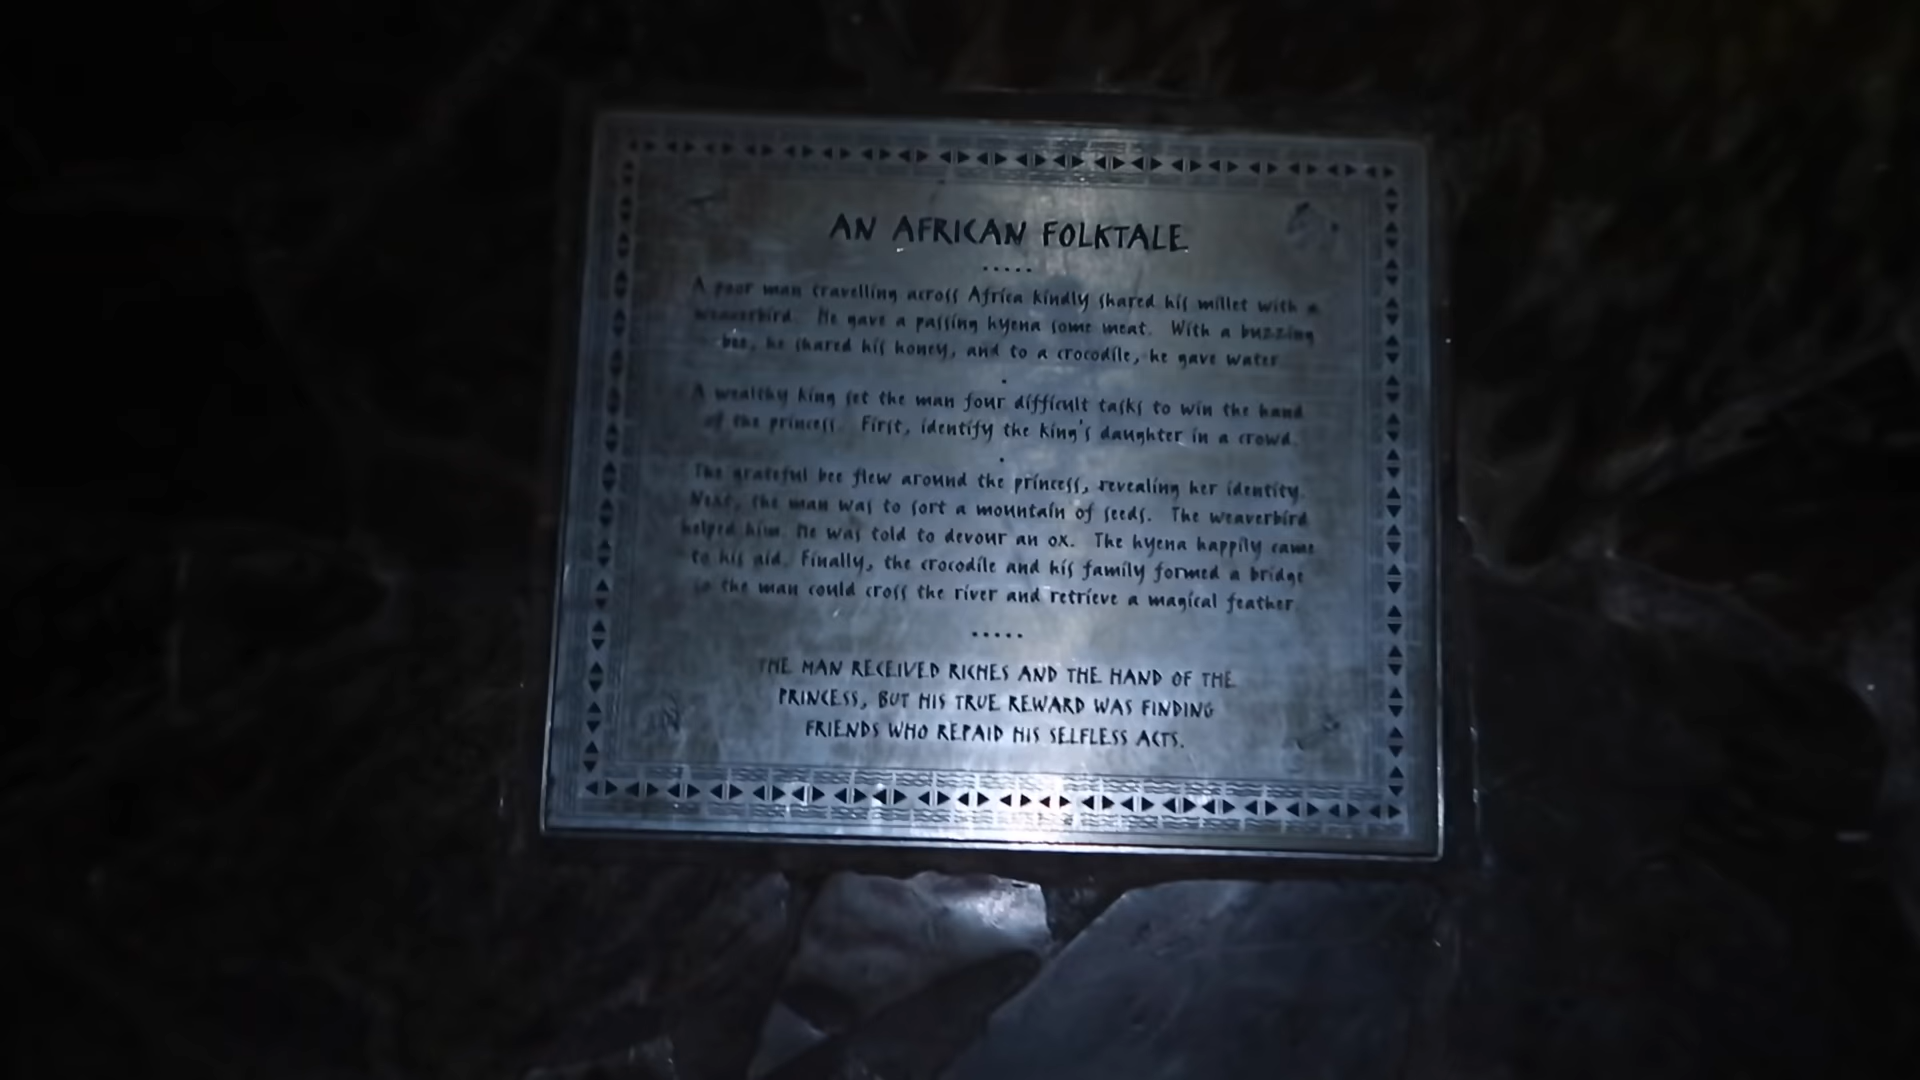 AN AFRICAN FOLKTALE
A poor man travelling across Africa kindly shared his millet with a
weaverbird. He gave a passing hyena some meat. With a buzzing
bee, he shared his honey, and to a crocodile, he gave water.
A wealthy king set the man four difficult tasks to win the hand
of the princess. First, identify the king's daughter in a crowd.
The grateful bee flew around the princess, revealing her identity.
Next, the man was to sort a mountain of seeds. The weaverbird
helped him. He was told to devour an ox. The hyena happily came
to his aid. Finally, the crocodile and his family formed a bridge
so the man could cross the river and retrieve a magical feather.
THE MAN RECEIVED RICHES AND THE HAND OF THE
PRINCESS, BUT HIS TRUE REWARD WAS FINDING
FRIENDS WHO REPAID HIS SELFLESS ACTS.